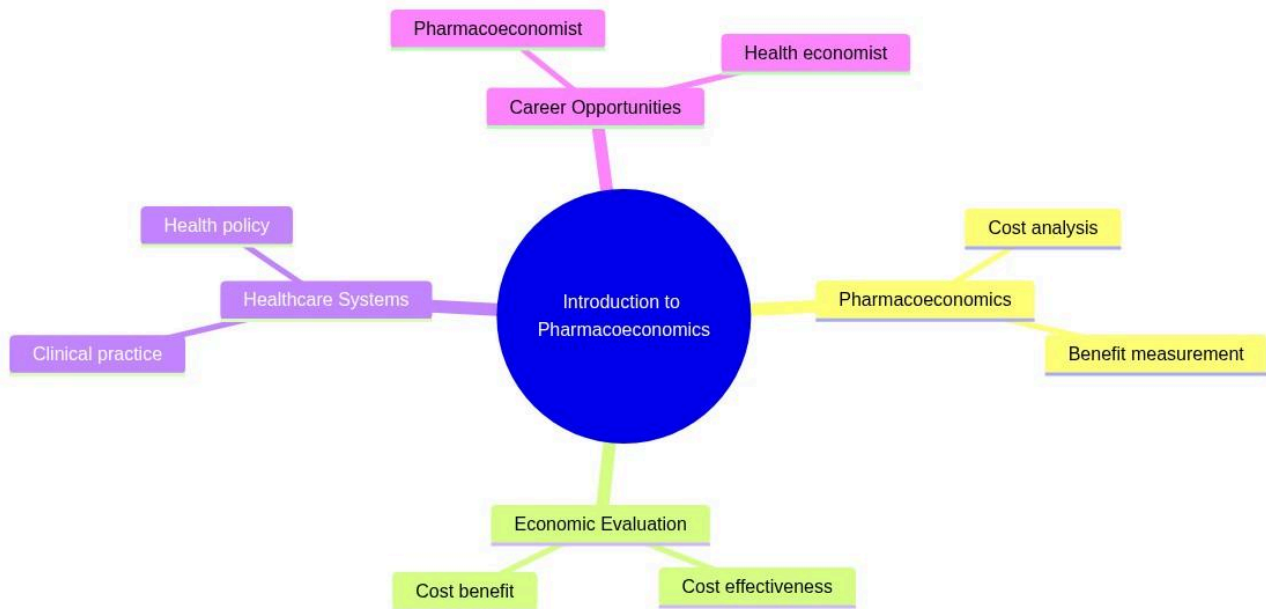 Pharmacoeconomist
Health economist
Career Opportunities
Health policy
Cost analysis
Healthcare Systems
Introduction to
Pharmacoeconomics
Pharmacoeconomics
Clinical practice
Benefit measurement
Economic Evaluation
Cost benefit
Cost effectiveness